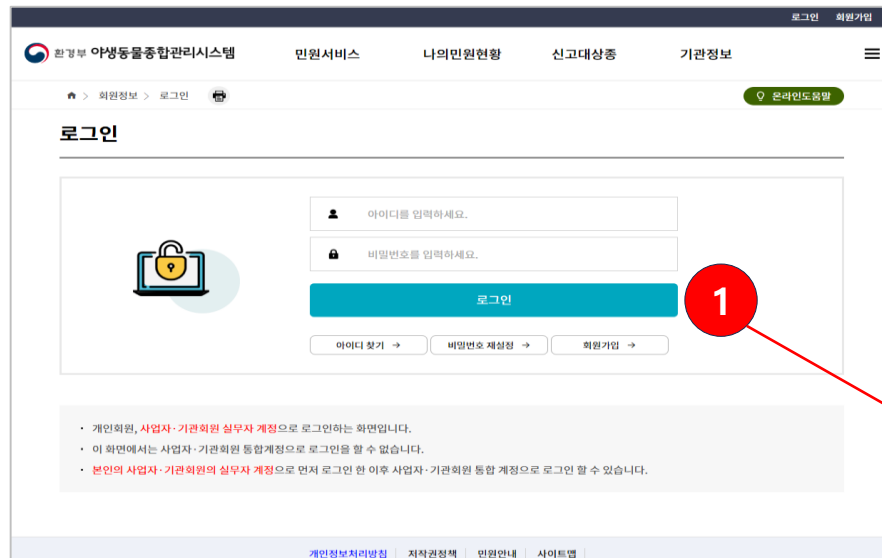 로그인 회원가입
환경부 야생동물종합관리시스템 민원서비스 나의민원현황 신고대상종 기관정보
> 회원정보 > 로그인 온라인도움말
로그인
아이디를 입력하세요.
비밀번호를 입력하세요.
로그인
1
아이디 찾기 → 비밀번호 재설정 → 회원가입 →
· 개인회원, 사업자·기관회원 실무자 계정으로 로그인하는 화면입니다.
· 이 화면에서는 사업자·기관회원 통합계정으로 로그인을 할 수 없습니다.
· 본인의 사업자·기관회원의 실무자 계정으로 먼저 로그인 한 이후 사업자·기관회원 통합 계정으로 로그인 할 수 있습니다.
개인정보처리방침 저작권정책 민원안내 사이트맵